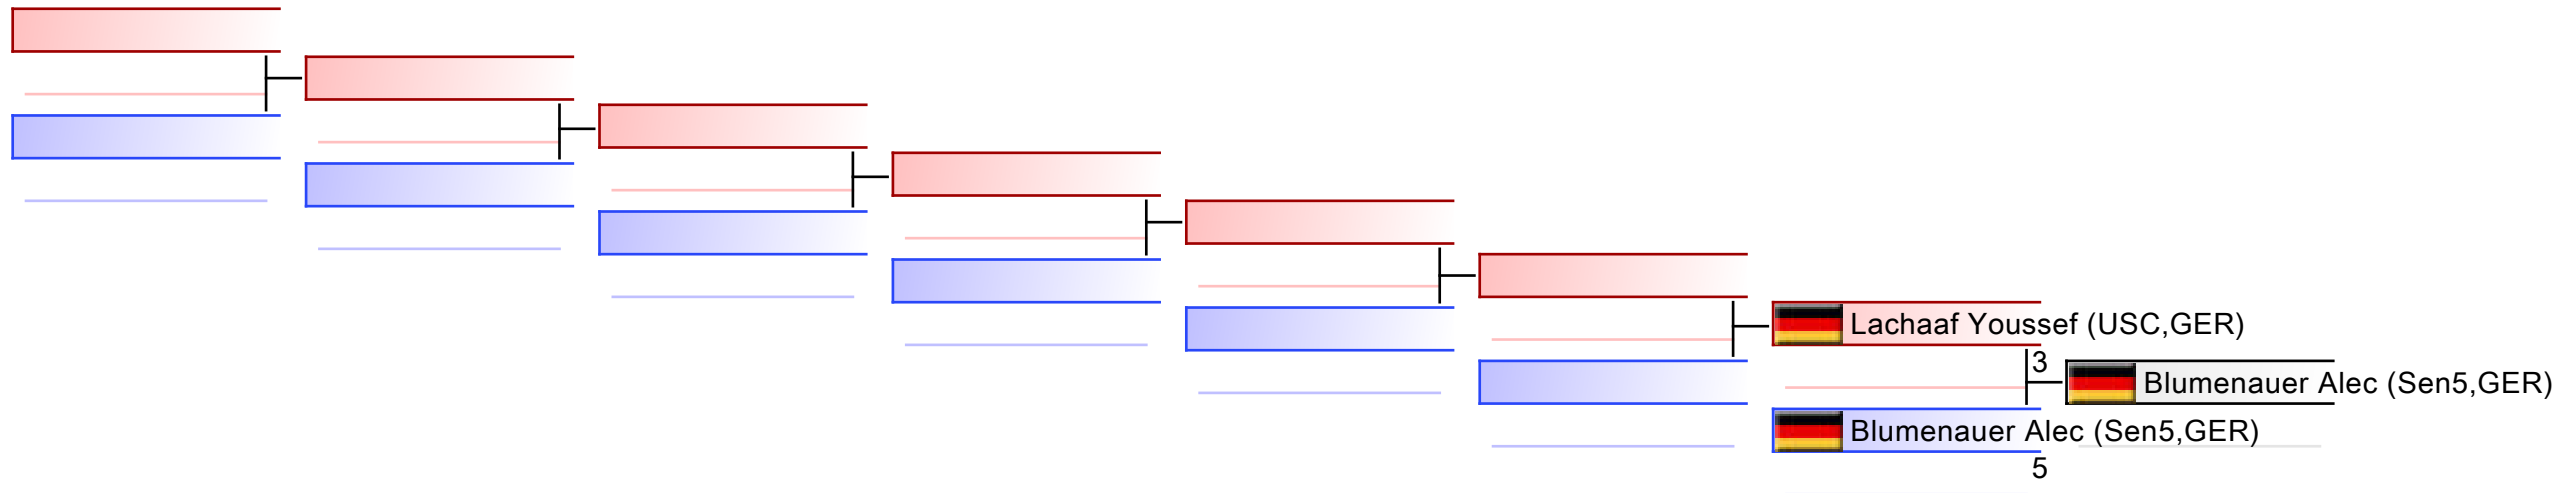 Lachaaf Youssef (USC,GER)
3
Blumenauer Alec (Sen5,GER)
Blumenauer Alec (Sen5,GER)
5